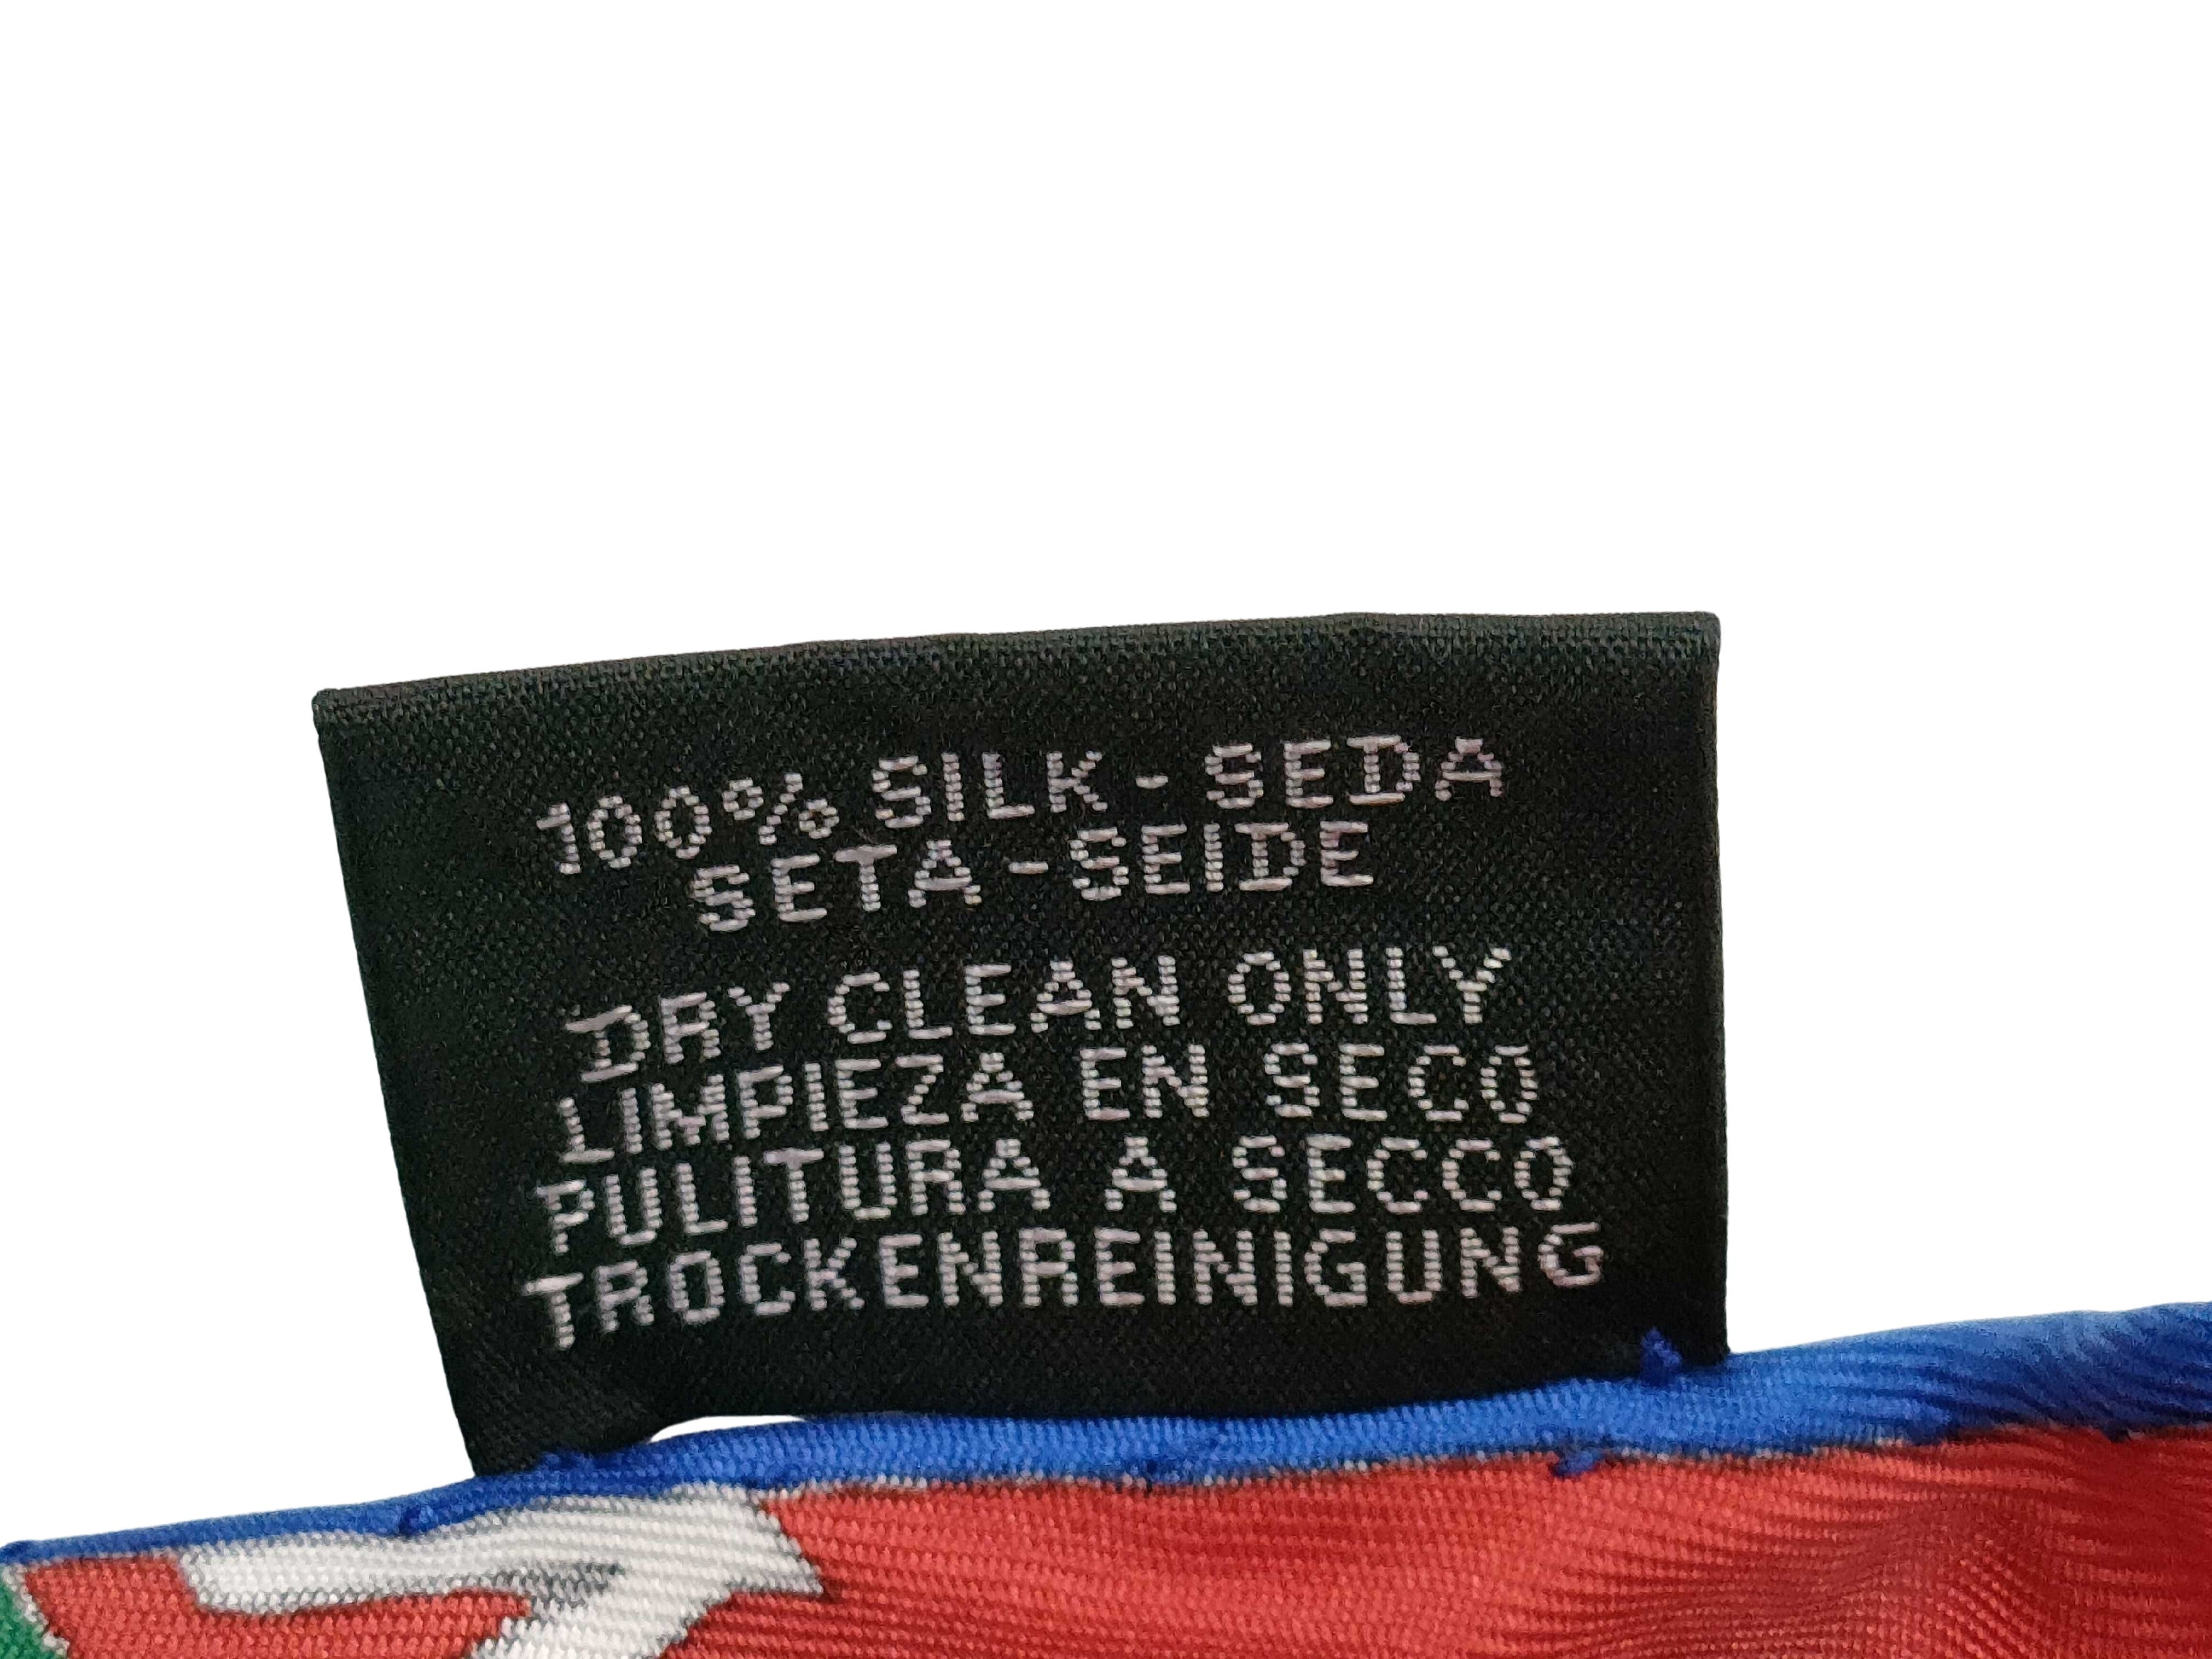 100% SILK - SEDA
SETA - SEIDE
DRY CLEAN ONLY
LIMPIEZA EN SECO
PULITURA A SECCO
TROCKENREINIGUNG